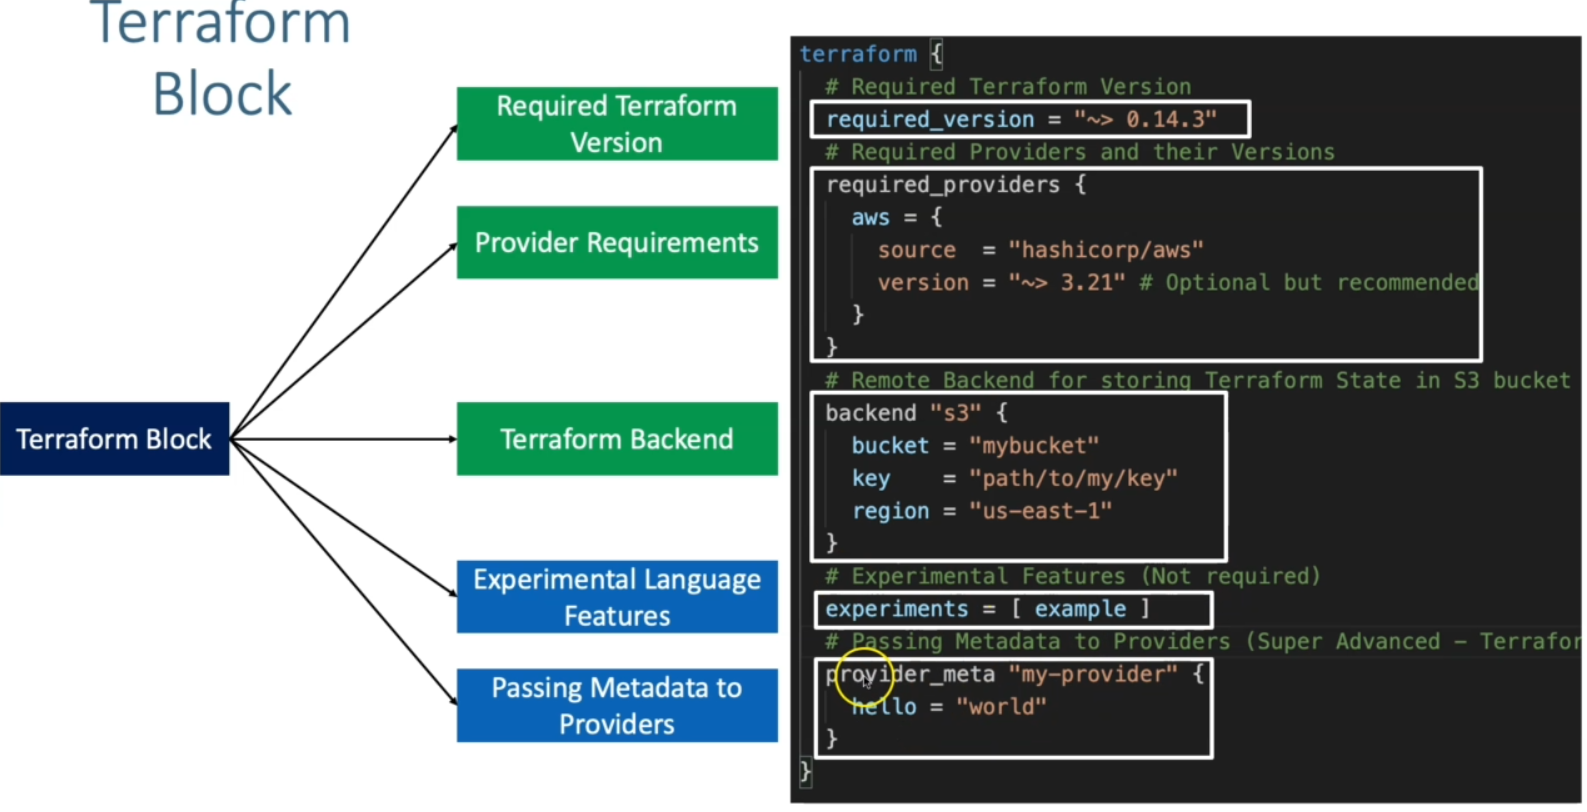 Terraform
Block
Required Terraform
Version
Provider Requirements
Terraform Block
Terraform Backend
Experimental Language
Features
Passing Metadata to
Providers
terraform {
# Required Terraform Version
required_version = "~> 0.14.3"
# Required Providers and their Versions
required_providers {
aws = {
source = "hashicorp/aws"
version = "~> 3.21" # Optional but recommended
}
}
# Remote Backend for storing Terraform State in S3 bucket
backend "s3" {
bucket = "mybucket"
key = "path/to/my/key"
region = "us-east-1"
}
# Experimental Features (Not required)
experiments = [ example ]
# Passing Metadata to Providers (Super Advanced - Terrafor
provider_meta "my-provider" {
hello = "world"
}
}